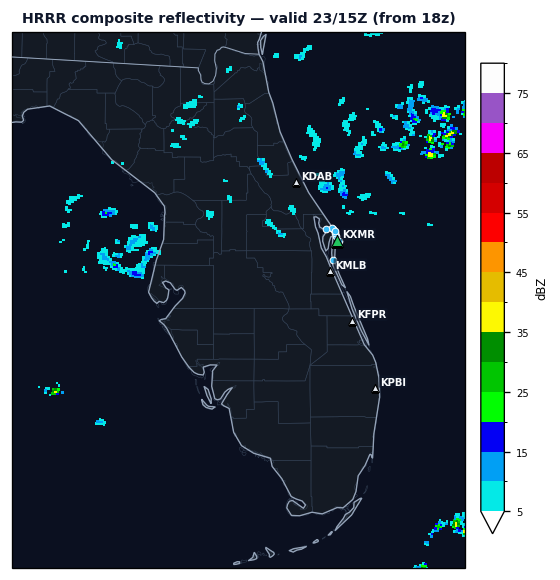 HRRR composite reflectivity — valid 23/15Z (from 18z)
KDAB
KXMR
KMLB
KFPR
KPBI
75
65
55
45
35
25
15
5
dBZ